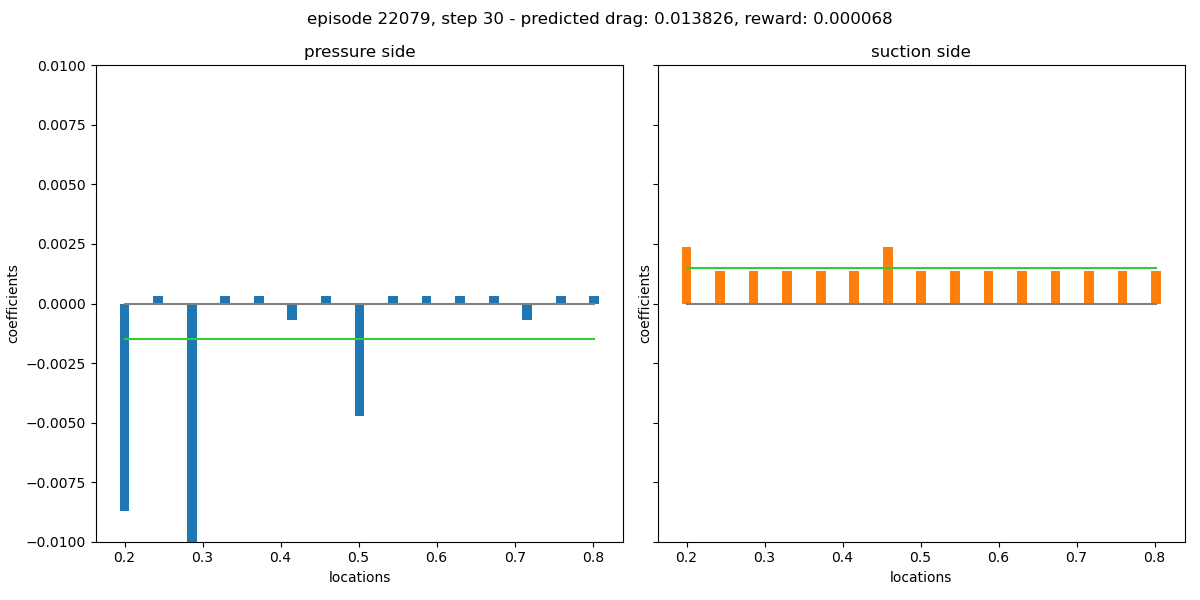 episode 22079, step 30 - predicted drag: 0.013826, reward: 0.000068
pressure side
suction side
0.0100
0.0075
0.0050
0.0025
0.0000
−0.0025
−0.0050
−0.0075
−0.0100
coefficients
0.2 0.3 0.4 0.5 0.6 0.7 0.8
locations
coefficients
0.2 0.3 0.4 0.5 0.6 0.7 0.8
locations